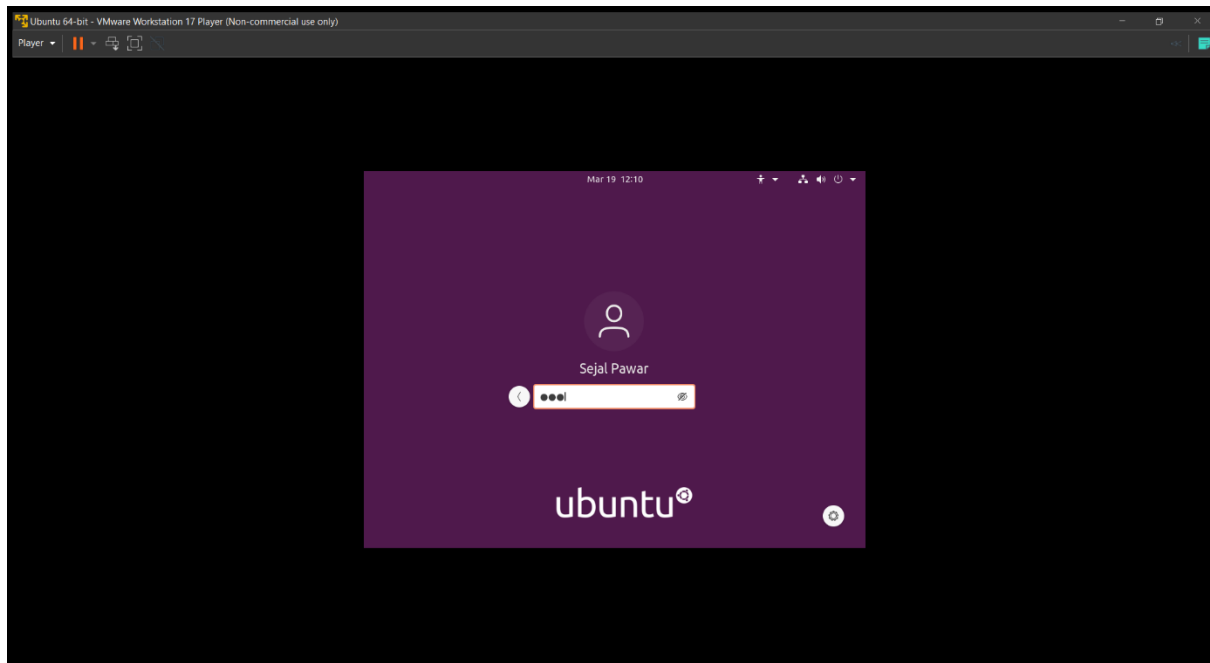 Ubuntu 64-bit - VMware Workstation 17 Player (Non-commercial use only)
Player
Mar 19 12:10
Sejal Pawar
ubuntu